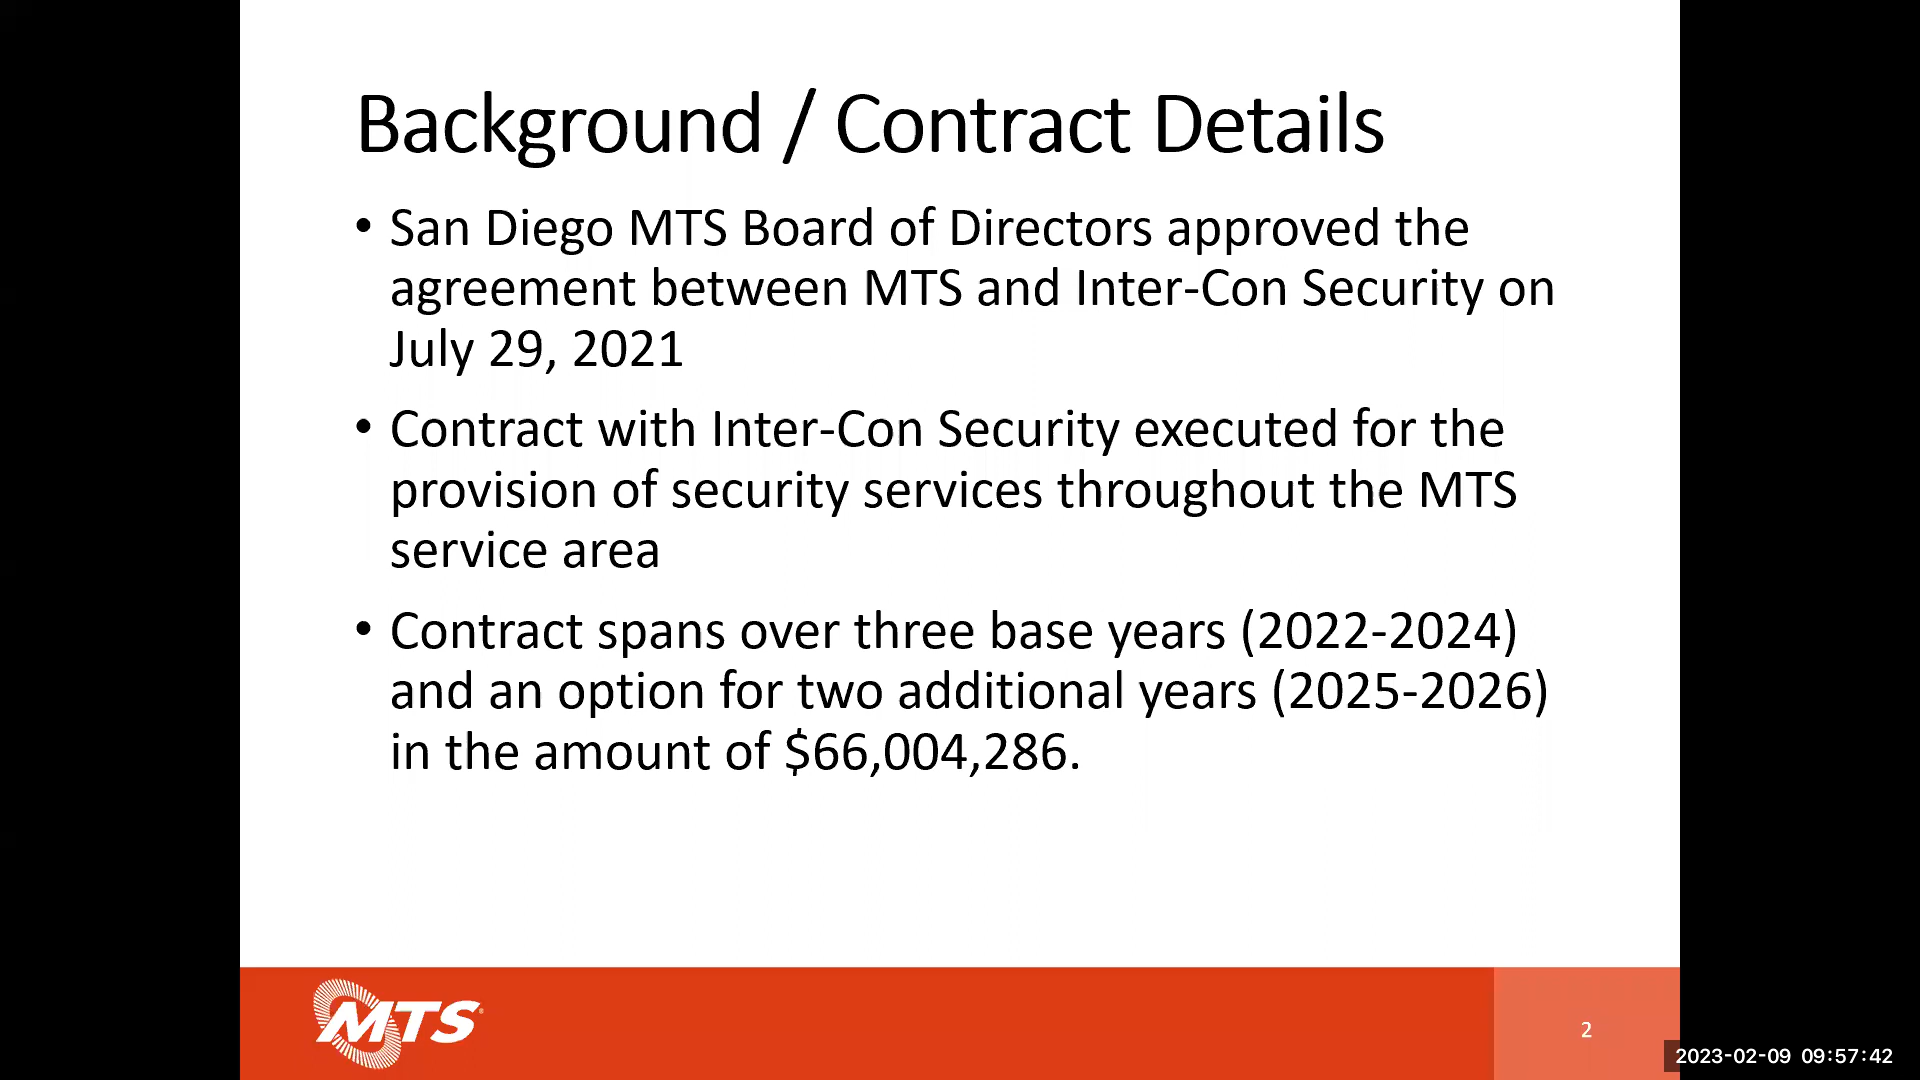 Background / Contract Details
• San Diego MTS Board of Directors approved the
agreement between MTS and Inter-Con Security on
July 29, 2021
• Contract with Inter-Con Security executed for the
provision of security services throughout the MTS
service area
• Contract spans over three base years (2022-2024)
and an option for two additional years (2025-2026)
in the amount of $66,004,286.
MTS
2
2023-02-09 09:57:42